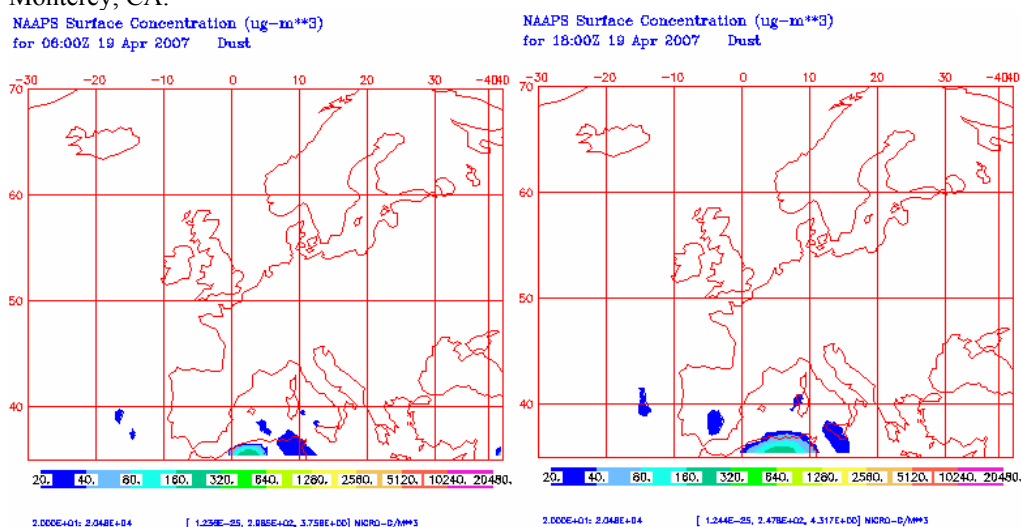 Monterey, CA.
NAAPS Surface Concentration (ug-m**3)
for 06:00Z 19 Apr 2007 Dust
-30 -20 -10 0 10 20 30 -4040
70
60
50
40
20. 40. 80. 160. 320. 640. 1280. 2560. 5120. 10240. 20480.
2.000E+01: 2.048E+04 [ 1.236E-25, 2.985E+02, 3.758E+00] MICRO-G/M**3
NAAPS Surface Concentration (ug-m**3)
for 18:00Z 19 Apr 2007 Dust
-30 -20 -10 0 10 20 30 -4040
70
60
50
40
20. 40. 80. 160. 320. 640. 1280. 2560. 5120. 10240. 20480.
2.000E+01: 2.048E+04 [ 1.244E-25, 2.478E+02, 4.317E+00] MICRO-G/M**3